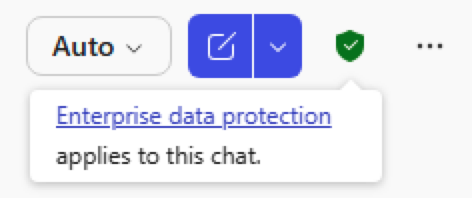 Auto
Enterprise data protection
applies to this chat.